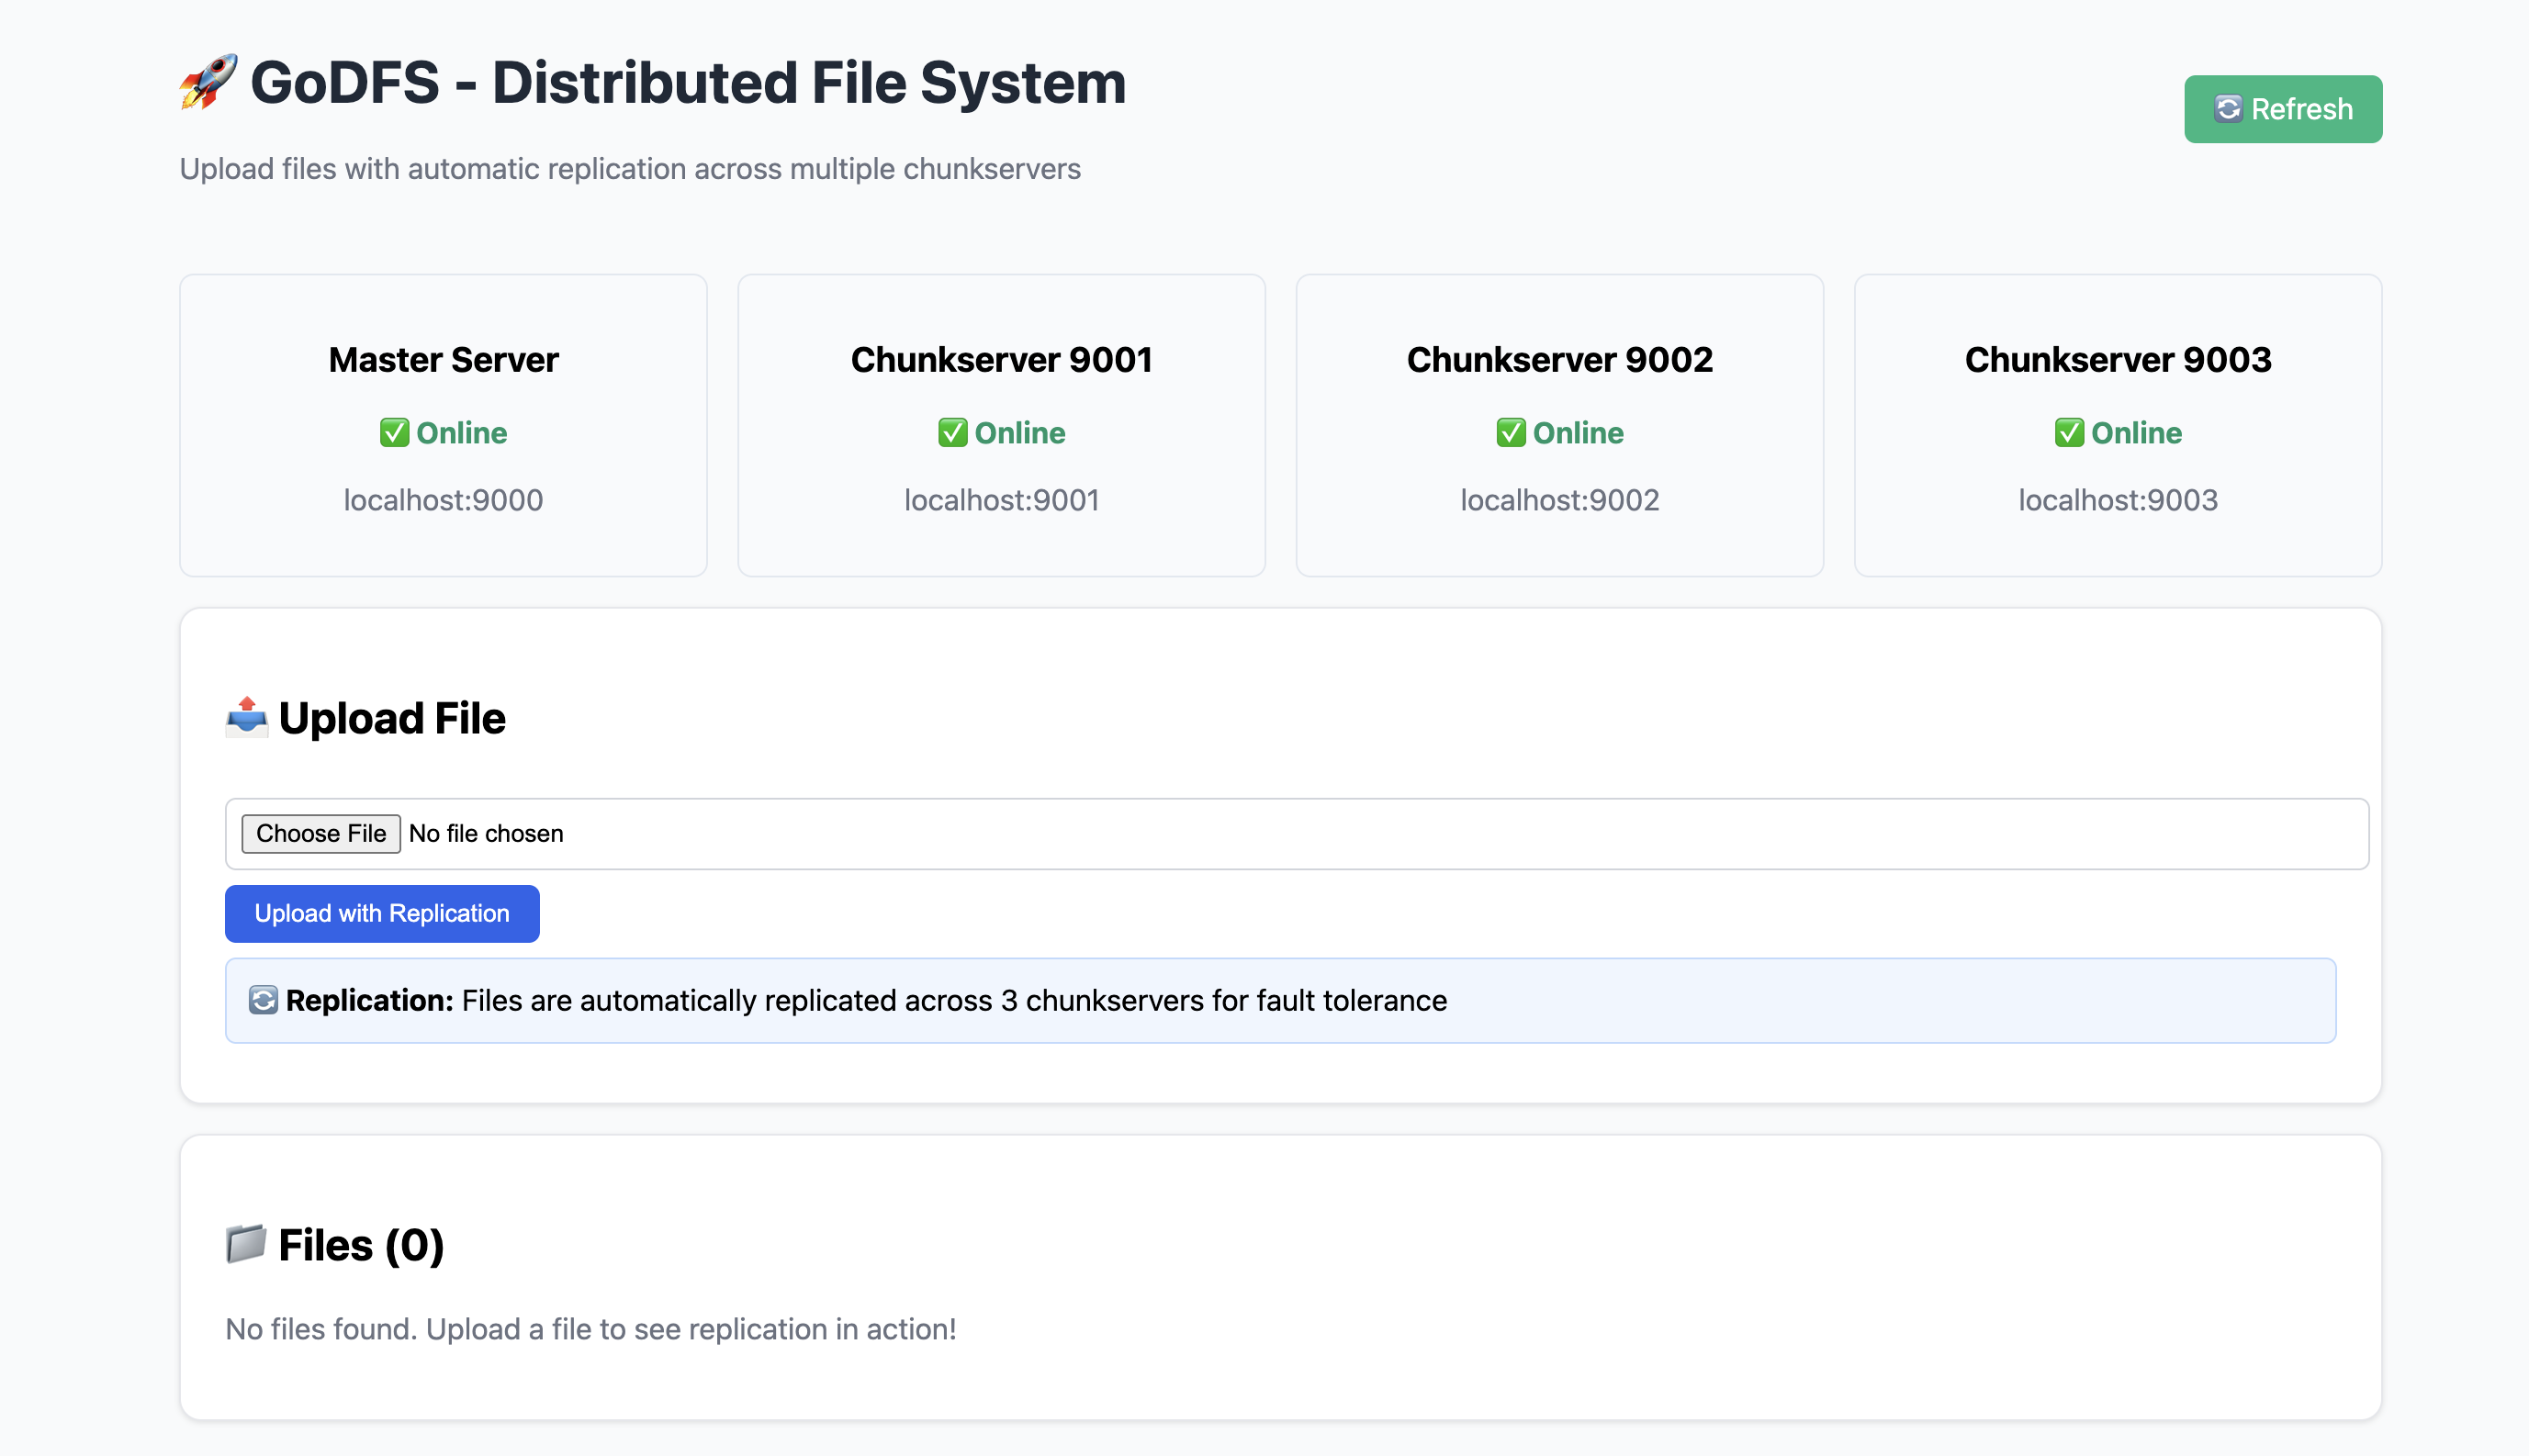 🚀 GoDFS - Distributed File System
🔄 Refresh
Upload files with automatic replication across multiple chunkservers
Master Server
✅ Online
localhost:9000
Chunkserver 9001
✅ Online
localhost:9001
Chunkserver 9002
✅ Online
localhost:9002
Chunkserver 9003
✅ Online
localhost:9003
📤 Upload File
Choose File No file chosen
Upload with Replication
🔄 Replication: Files are automatically replicated across 3 chunkservers for fault tolerance
📁 Files (0)
No files found. Upload a file to see replication in action!